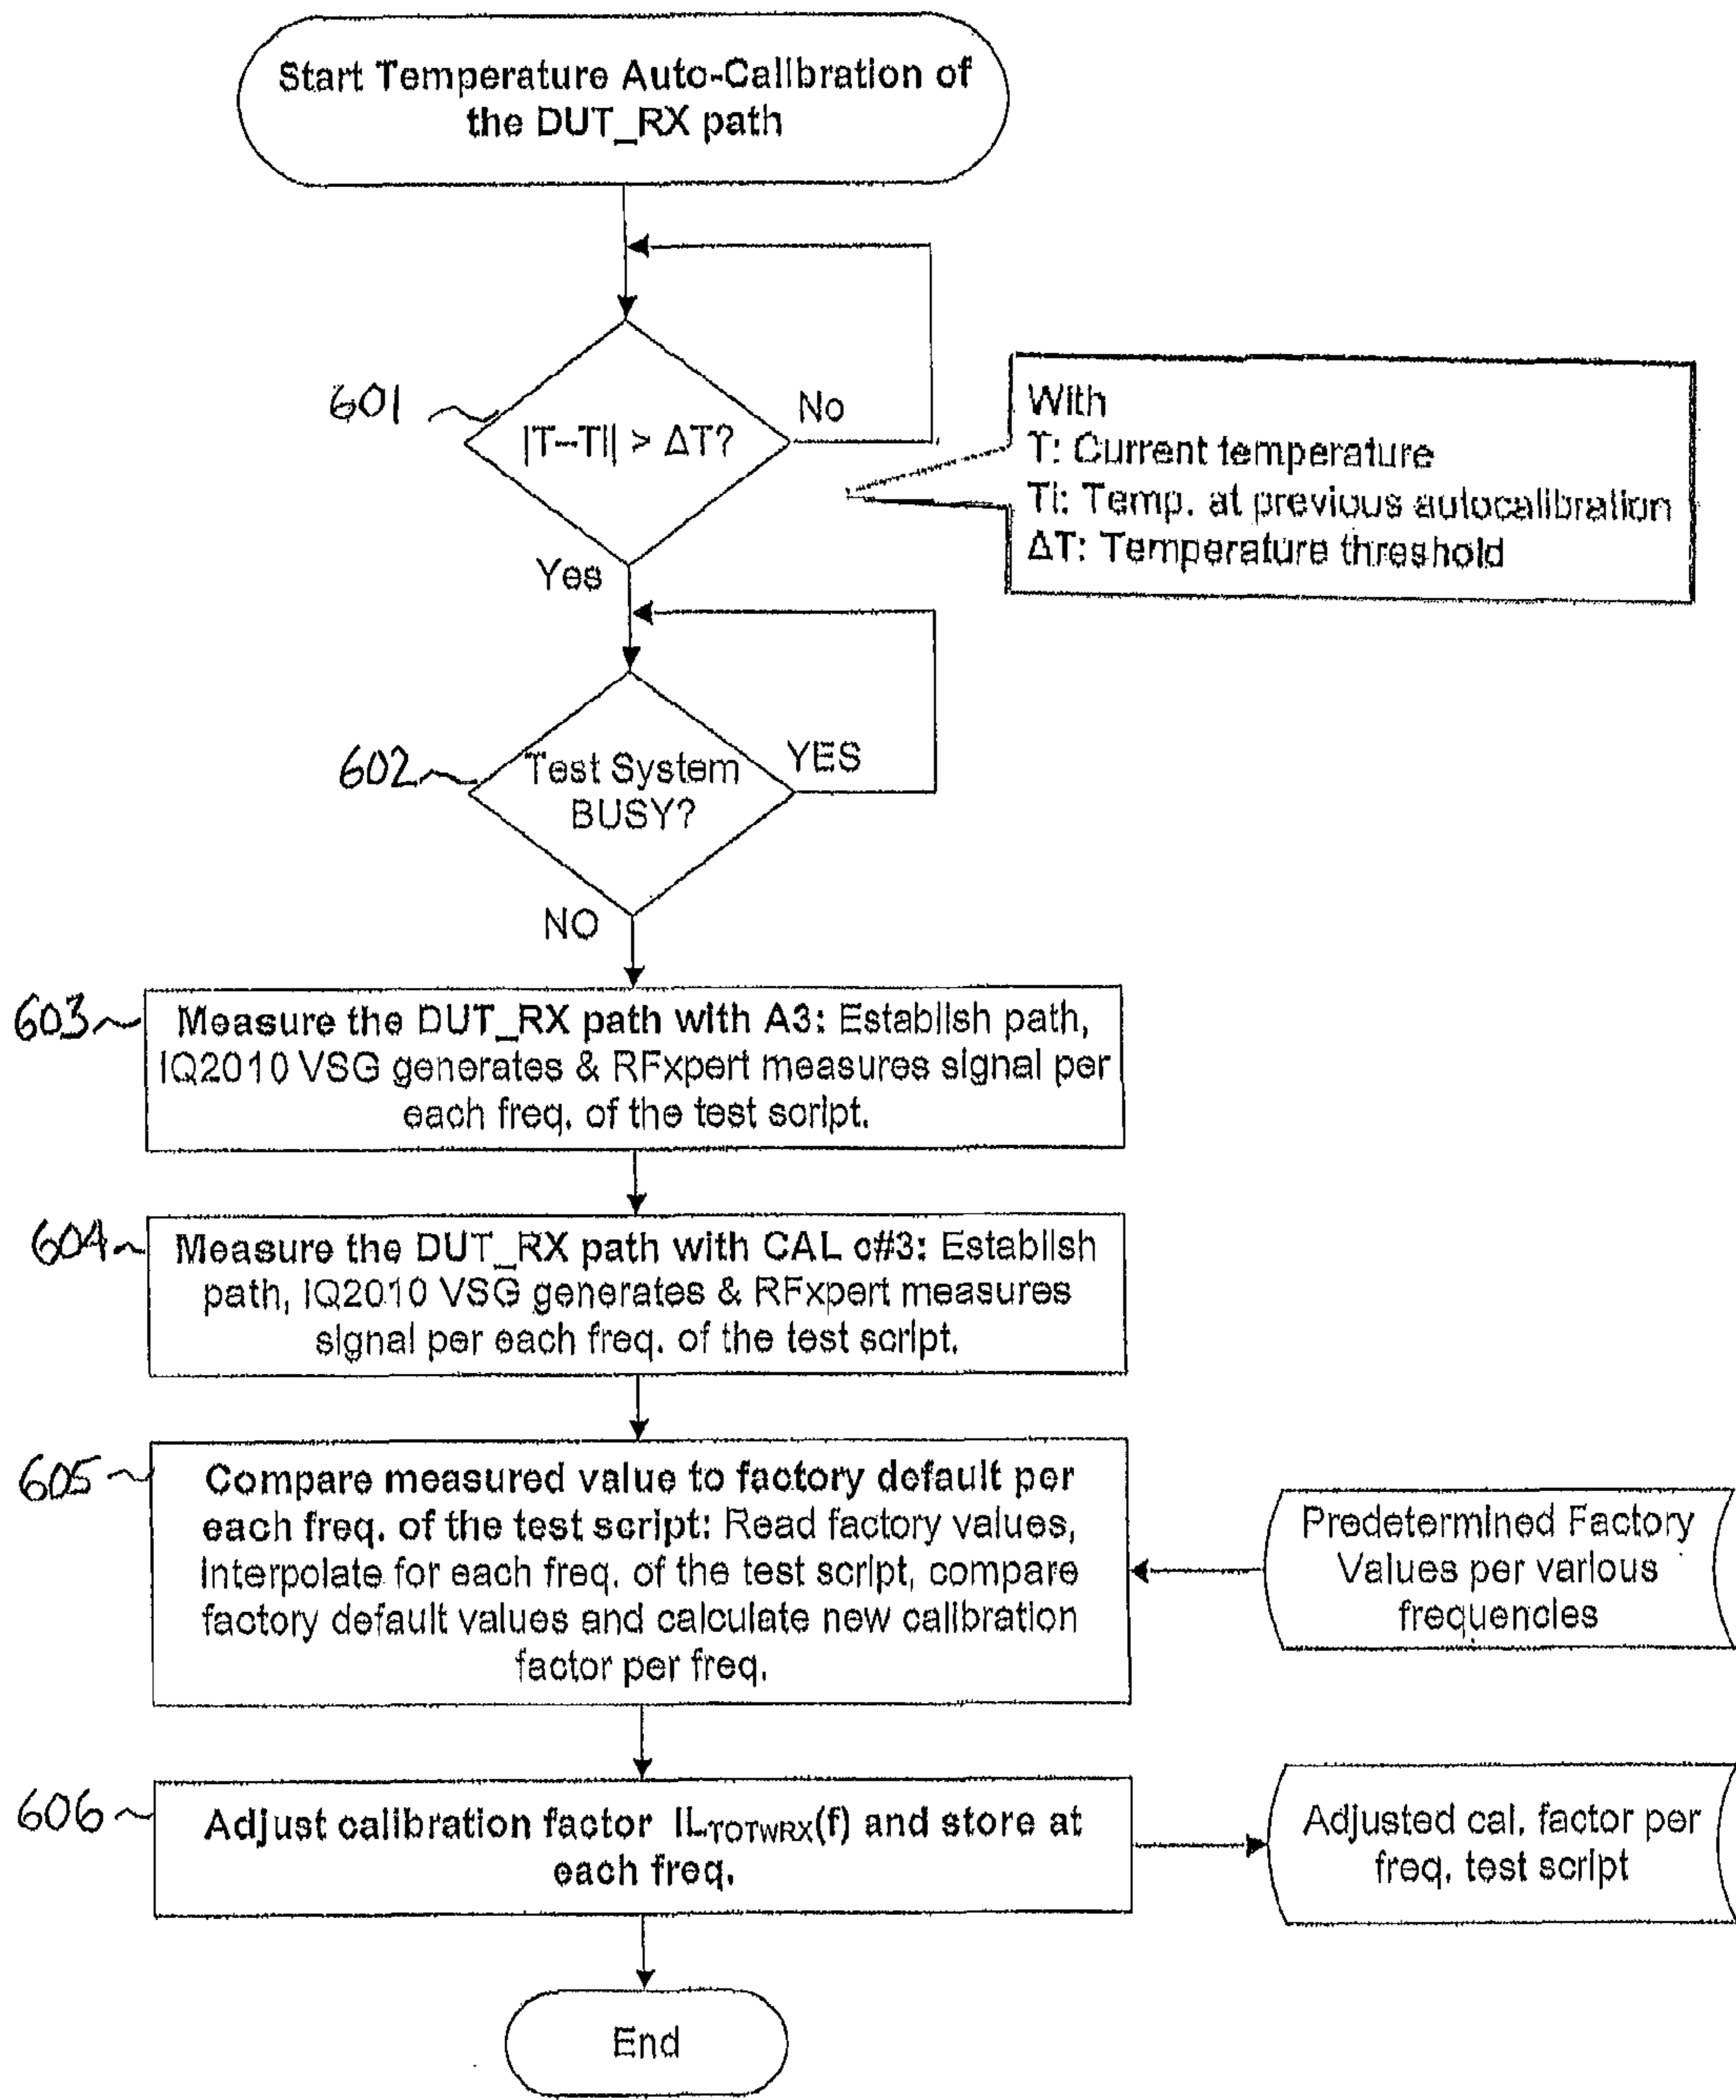 Start Temperature Auto-Calibration of
the DUT_RX path
601
|T–Ti| > ΔT?
No
With
T: Current temperature
Ti: Temp. at previous autocalibration
ΔT: Temperature threshold
Yes
602
Test System
BUSY?
YES
NO
603
Measure the DUT_RX path with A3: Establish path,
IQ2010 VSG generates & RFxpert measures signal per
each freq. of the test script.
604
Measure the DUT_RX path with CAL c#3: Establish
path, IQ2010 VSG generates & RFxpert measures
signal per each freq. of the test script.
605
Compare measured value to factory default per
each freq. of the test script: Read factory values,
interpolate for each freq. of the test script, compare
factory default values and calculate new calibration
factor per freq.
Predetermined Factory
Values per various
frequencies
606
Adjust calibration factor IL_TOTWRX(f) and store at
each freq.
Adjusted cal. factor per
freq. test script
End